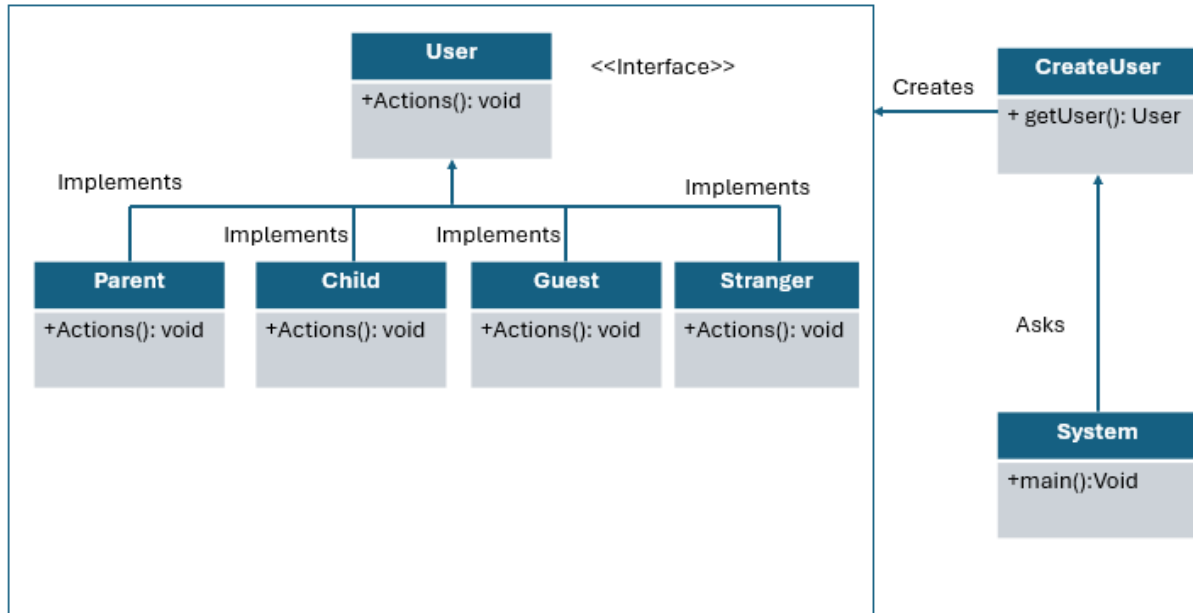 User
<<Interface>>
+Actions(): void
CreateUser
Creates
+ getUser(): User
Implements
Implements
Implements
Implements
Parent
Child
Guest
Stranger
+Actions(): void
+Actions(): void
+Actions(): void
+Actions(): void
Asks
System
+main():Void